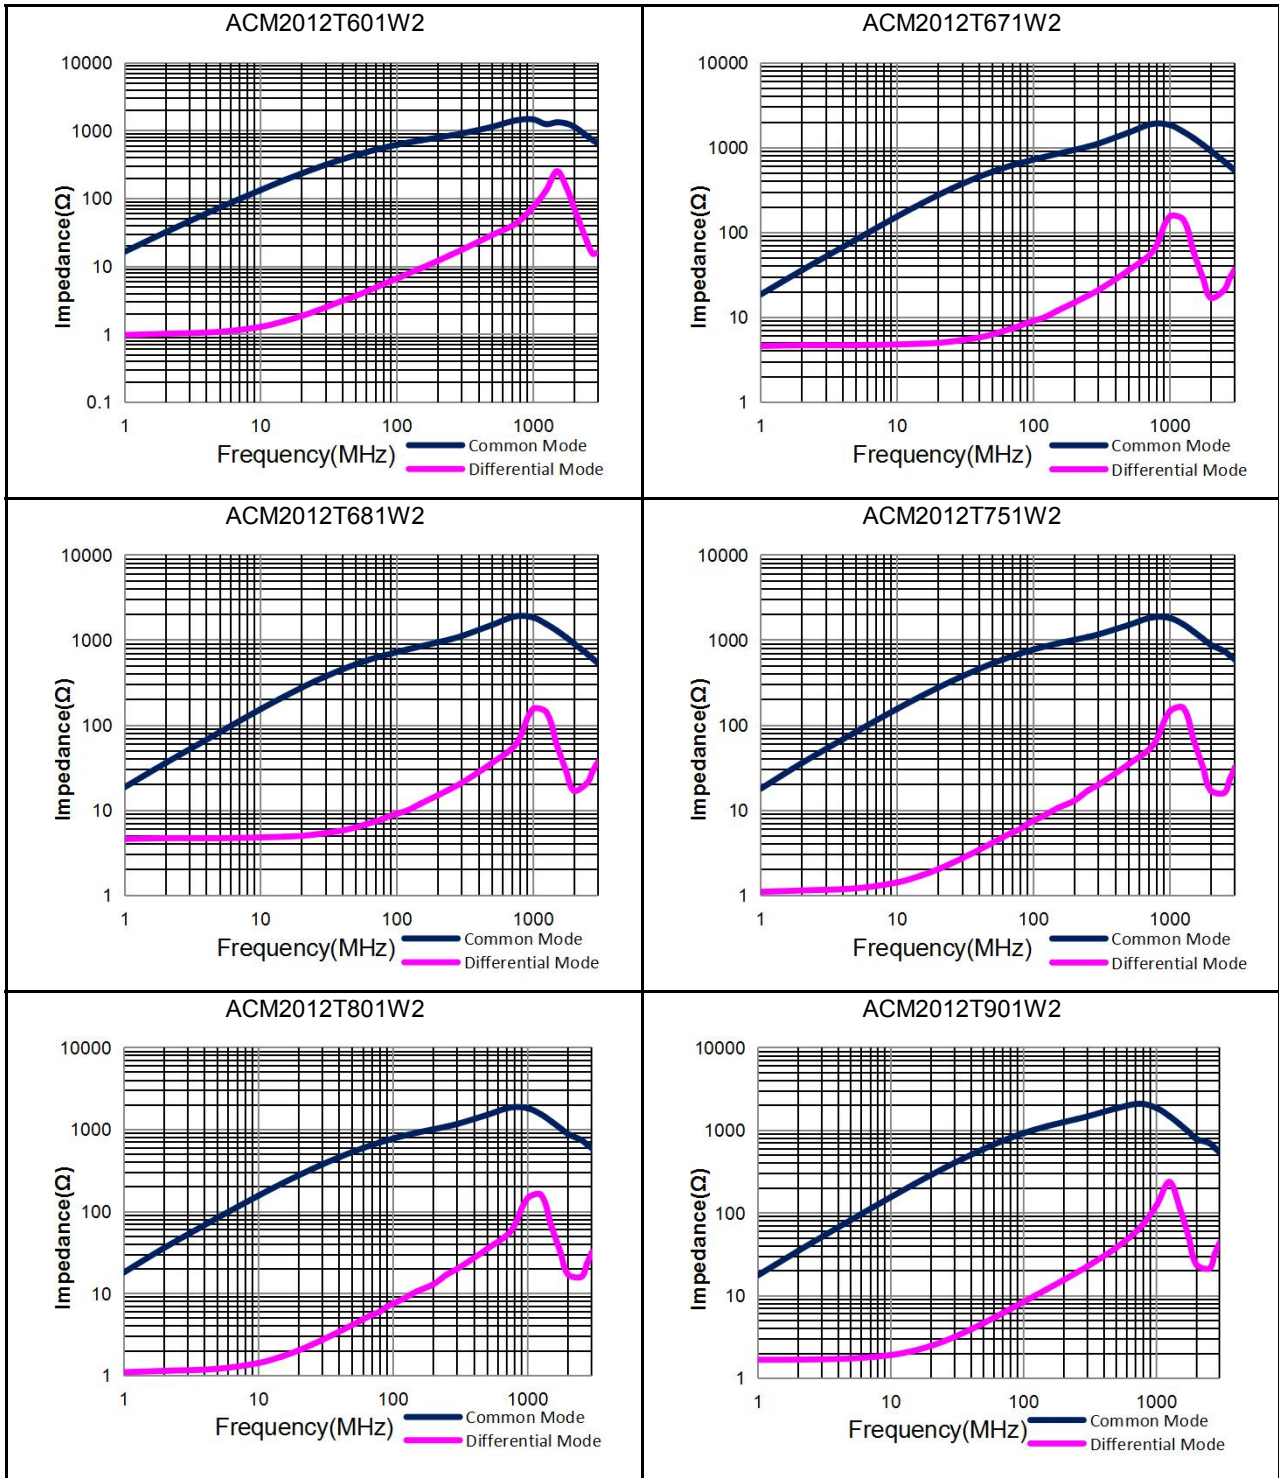 ACM2012T601W2
10000
1000
100
10
1
0.1
Impedance(Ω)
1 10 100 1000
Frequency(MHz)
Common Mode
Differential Mode
ACM2012T671W2
10000
1000
100
10
1
Impedance(Ω)
1 10 100 1000
Frequency(MHz)
Common Mode
Differential Mode
ACM2012T681W2
10000
1000
100
10
1
Impedance(Ω)
1 10 100 1000
Frequency(MHz)
Common Mode
Differential Mode
ACM2012T751W2
10000
1000
100
10
1
Impedance(Ω)
1 10 100 1000
Frequency(MHz)
Common Mode
Differential Mode
ACM2012T801W2
10000
1000
100
10
1
Impedance(Ω)
1 10 100 1000
Frequency(MHz)
Common Mode
Differential Mode
ACM2012T901W2
10000
1000
100
10
1
Impedance(Ω)
1 10 100 1000
Frequency(MHz)
Common Mode
Differential Mode